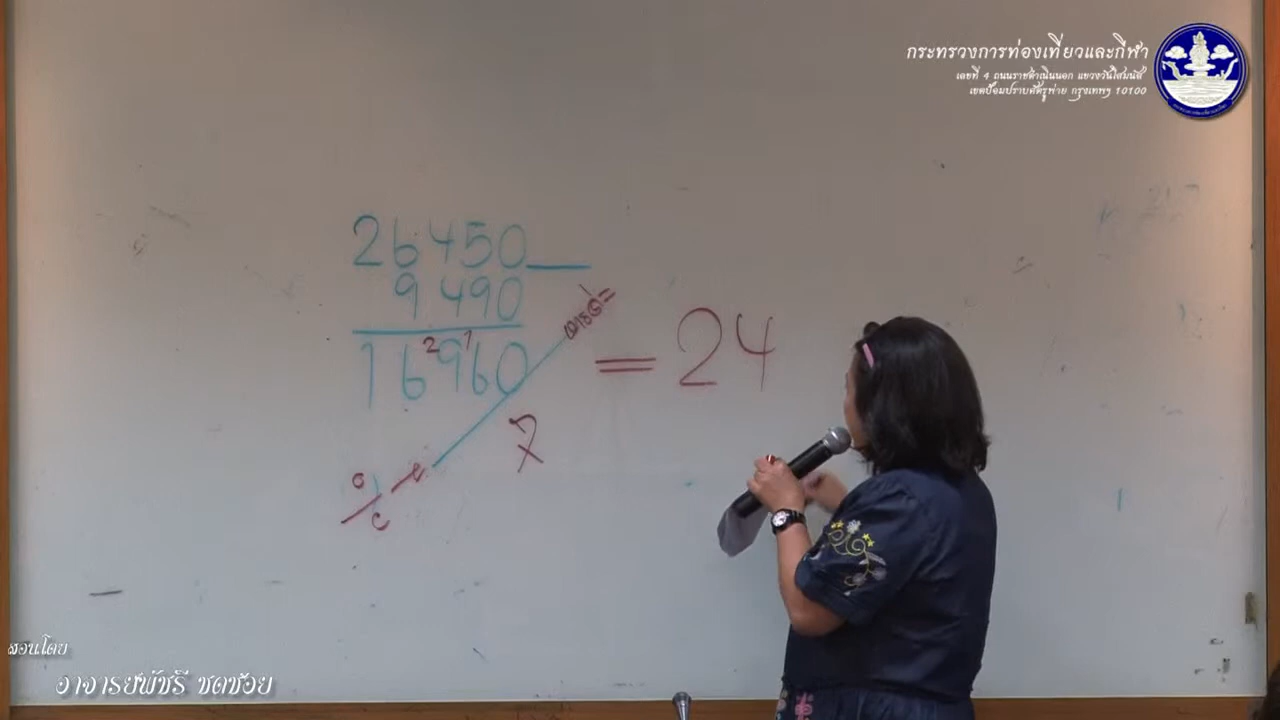 กระทรวงการท่องเที่ยวและกีฬา
เลขที่ 4 ถนนราชดำเนินนอก แขวงวัดโสมนัส
เขตป้อมปราบศัตรูพ่าย กรุงเทพฯ 10100
26450
9490
16960
2 1
= 24
7
สอนโดย
อาจารย์พัชรี ชดช้อย